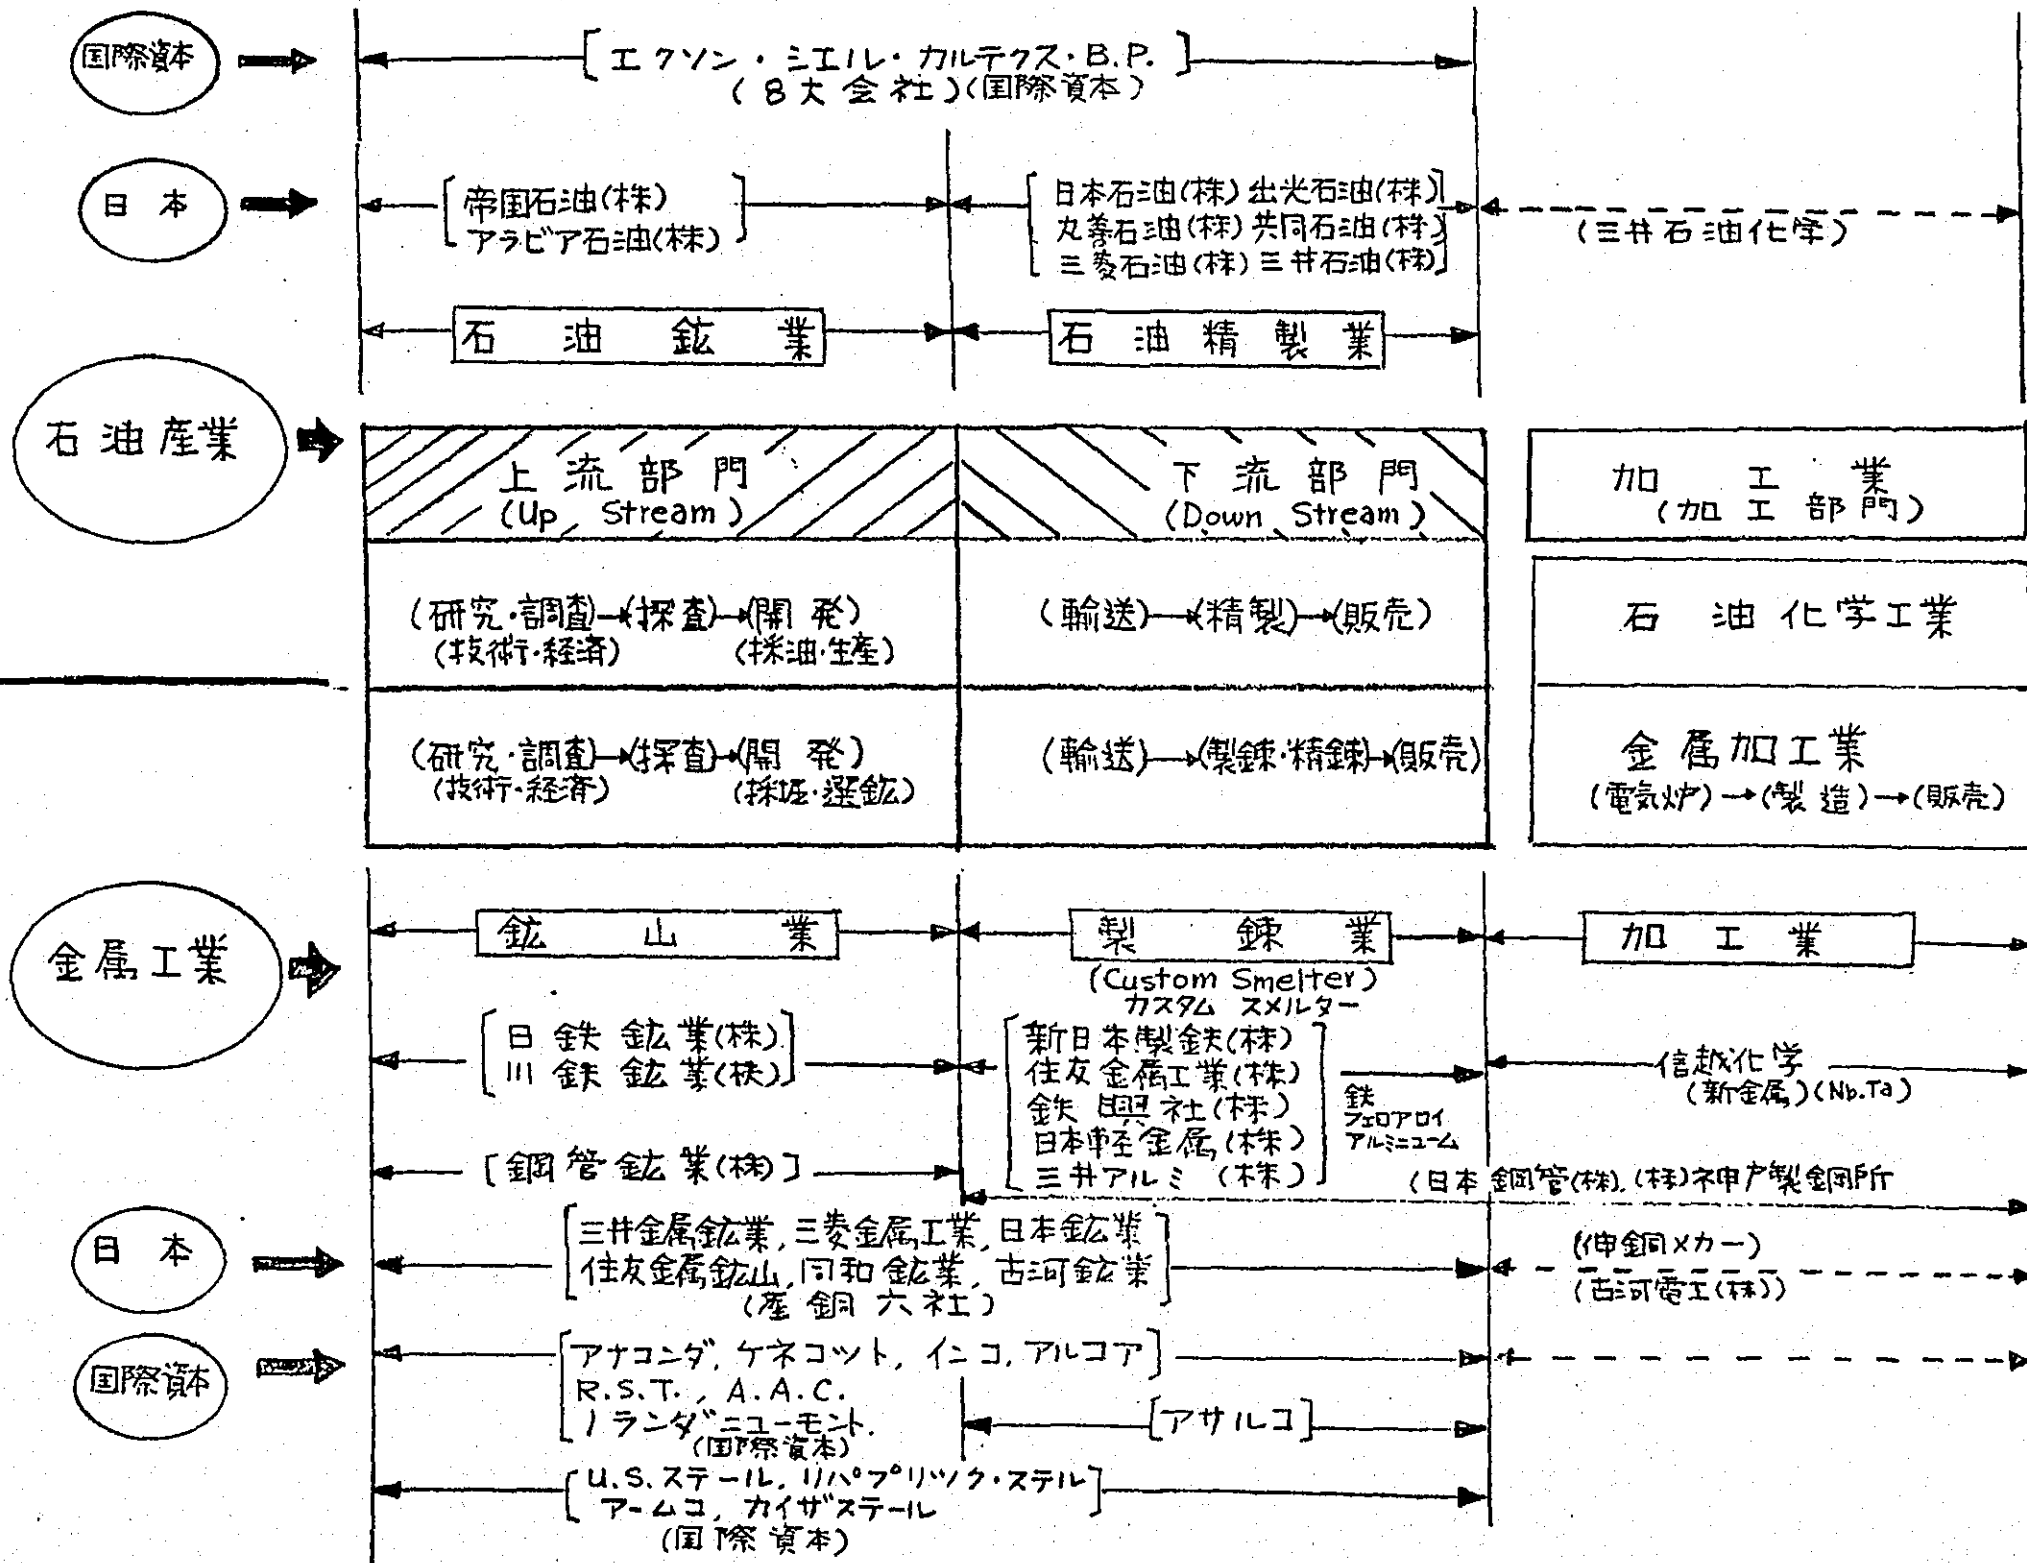 国際資本
エクソン・シエル・カルテクス・B.P.
(8大会社)(国際資本)
日本
帝国石油(株)
アラビア石油(株)
日本石油(株) 出光石油(株)
丸善石油(株) 共同石油(株)
三菱石油(株) 三井石油(株)
(三井石油化学)
石油鉱業
石油精製業
石油産業
上流部門
(Up Stream)
下流部門
(Down Stream)
加工業
(加工部門)
(研究・調査)→(探査)→(開発)
(技術・経済) (採油・生産)
(輸送)→(精製)→(販売)
石油化学工業
(研究・調査)→(探査)→(開発)
(技術・経済) (採掘・選鉱)
(輸送)→(製錬・精錬)→(販売)
金属加工業
(電気炉)→(製造)→(販売)
金属工業
鉱山業
製錬業
(Custom Smelter)
カスタム スメルター
加工業
日鉄鉱業(株)
川鉄鉱業(株)
新日本製鉄(株)
住友金属工業(株)
鉄興社(株)
日本軽金属(株)
三井アルミ (株)
鉄
フェロアロイ
アルミニューム
信越化学
(新金属)(Nb.Ta)
[鋼管鉱業(株)]
(日本鋼管(株).(株)神戸製鋼所
日本
三井金属鉱業, 三菱金属工業, 日本鉱業
住友金属鉱山, 同和鉱業, 古河鉱業
(産銅六社)
(伸銅メカー)
(古河電工(株))
国際資本
アナコンダ, ケネコツト, インコ, アルコア
R.S.T., A.A.C.
ノランダニューモント.
(国際資本)
[アサルコ]
U.S.ステール, リパプリック・ステル
アームコ, カイザステール
(国際資本)